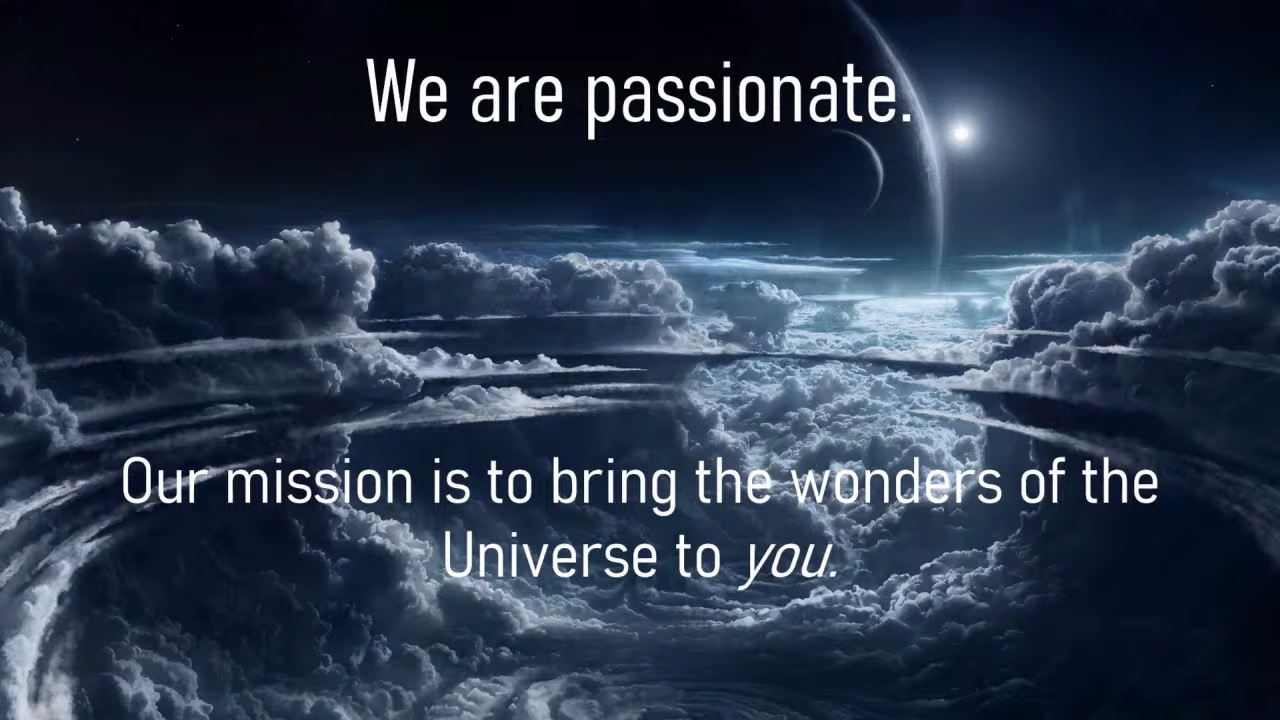 We are passionate.
Our mission is to bring the wonders of the
Universe to you.